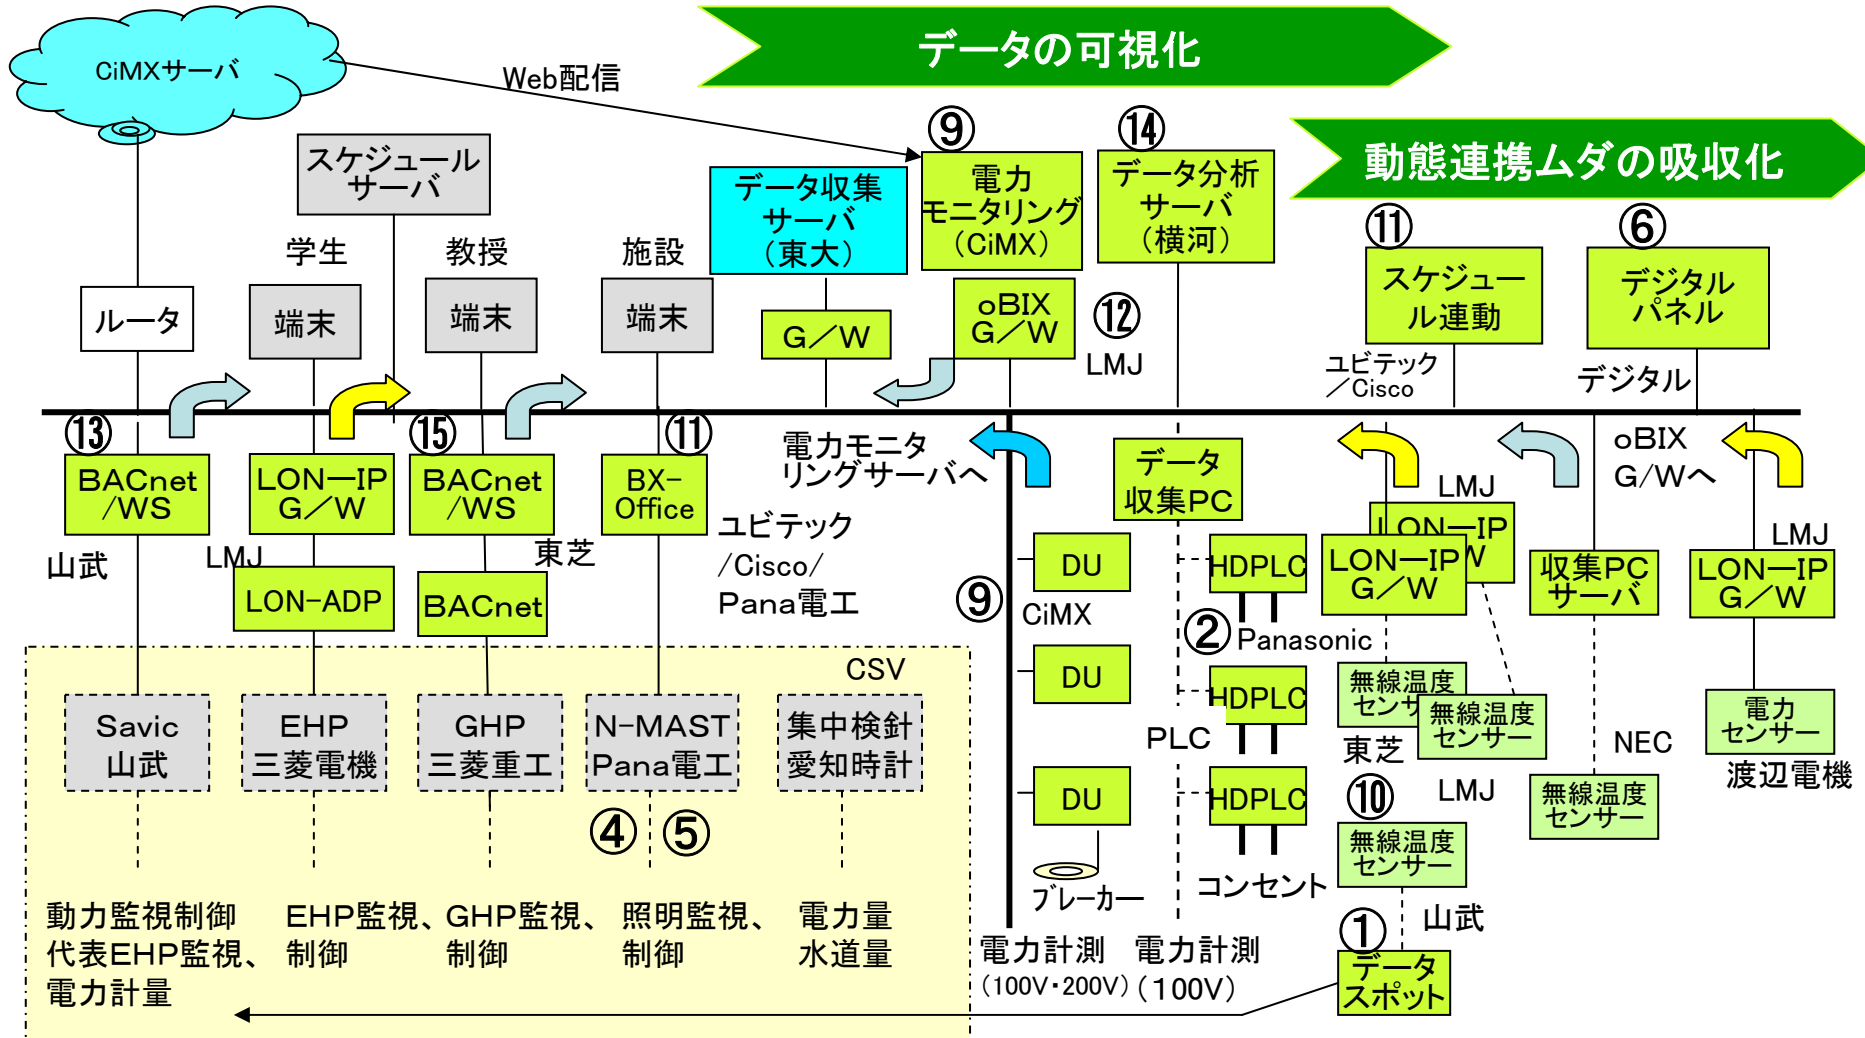 データの可視化
CiMXサーバ
Web配信
動態連携ムダの吸収化
⑨
⑭
スケジュール
サーバ
データ収集
サーバ
（東大）
電力
モニタリング
（CiMX）
データ分析
サーバ
（横河）
⑪
⑥
学生
教授
施設
スケジュー
ル連動
デジタル
パネル
ルータ
端末
端末
端末
G／W
oBIX
G／W
⑫
LMJ
ユビテック
／Cisco
デジタル
⑬
⑮
⑪
BACnet
/WS
LON－IP
G／W
BACnet
/WS
BX-
Office
電力モニタ
リングサーバへ
データ
収集PC
oBIX
G/Wへ
山武
LMJ
東芝
ユビテック
/Cisco/
Pana電工
LON-ADP
BACnet
⑨
DU
CiMX
DU
DU
ブレーカー
HDPLC
②
Panasonic
HDPLC
PLC
HDPLC
コンセント
LMJ
LON－IP
W
LON－IP
G／W
収集PC
サーバ
LMJ
LON－IP
G／W
無線温度
センサー
無線温度
センサー
東芝
LMJ
NEC
電力
センサー
渡辺電機
無線温度
センサー
⑩
無線温度
センサー
山武
①
データ
スポット
CSV
Savic
山武
EHP
三菱電機
GHP
三菱重工
N-MAST
Pana電工
集中検針
愛知時計
④
⑤
動力監視制御
代表EHP監視、
電力計量
EHP監視、
制御
GHP監視、
制御
照明監視、
制御
電力量
水道量
電力計測
（100V・200V）
電力計測
（100V）